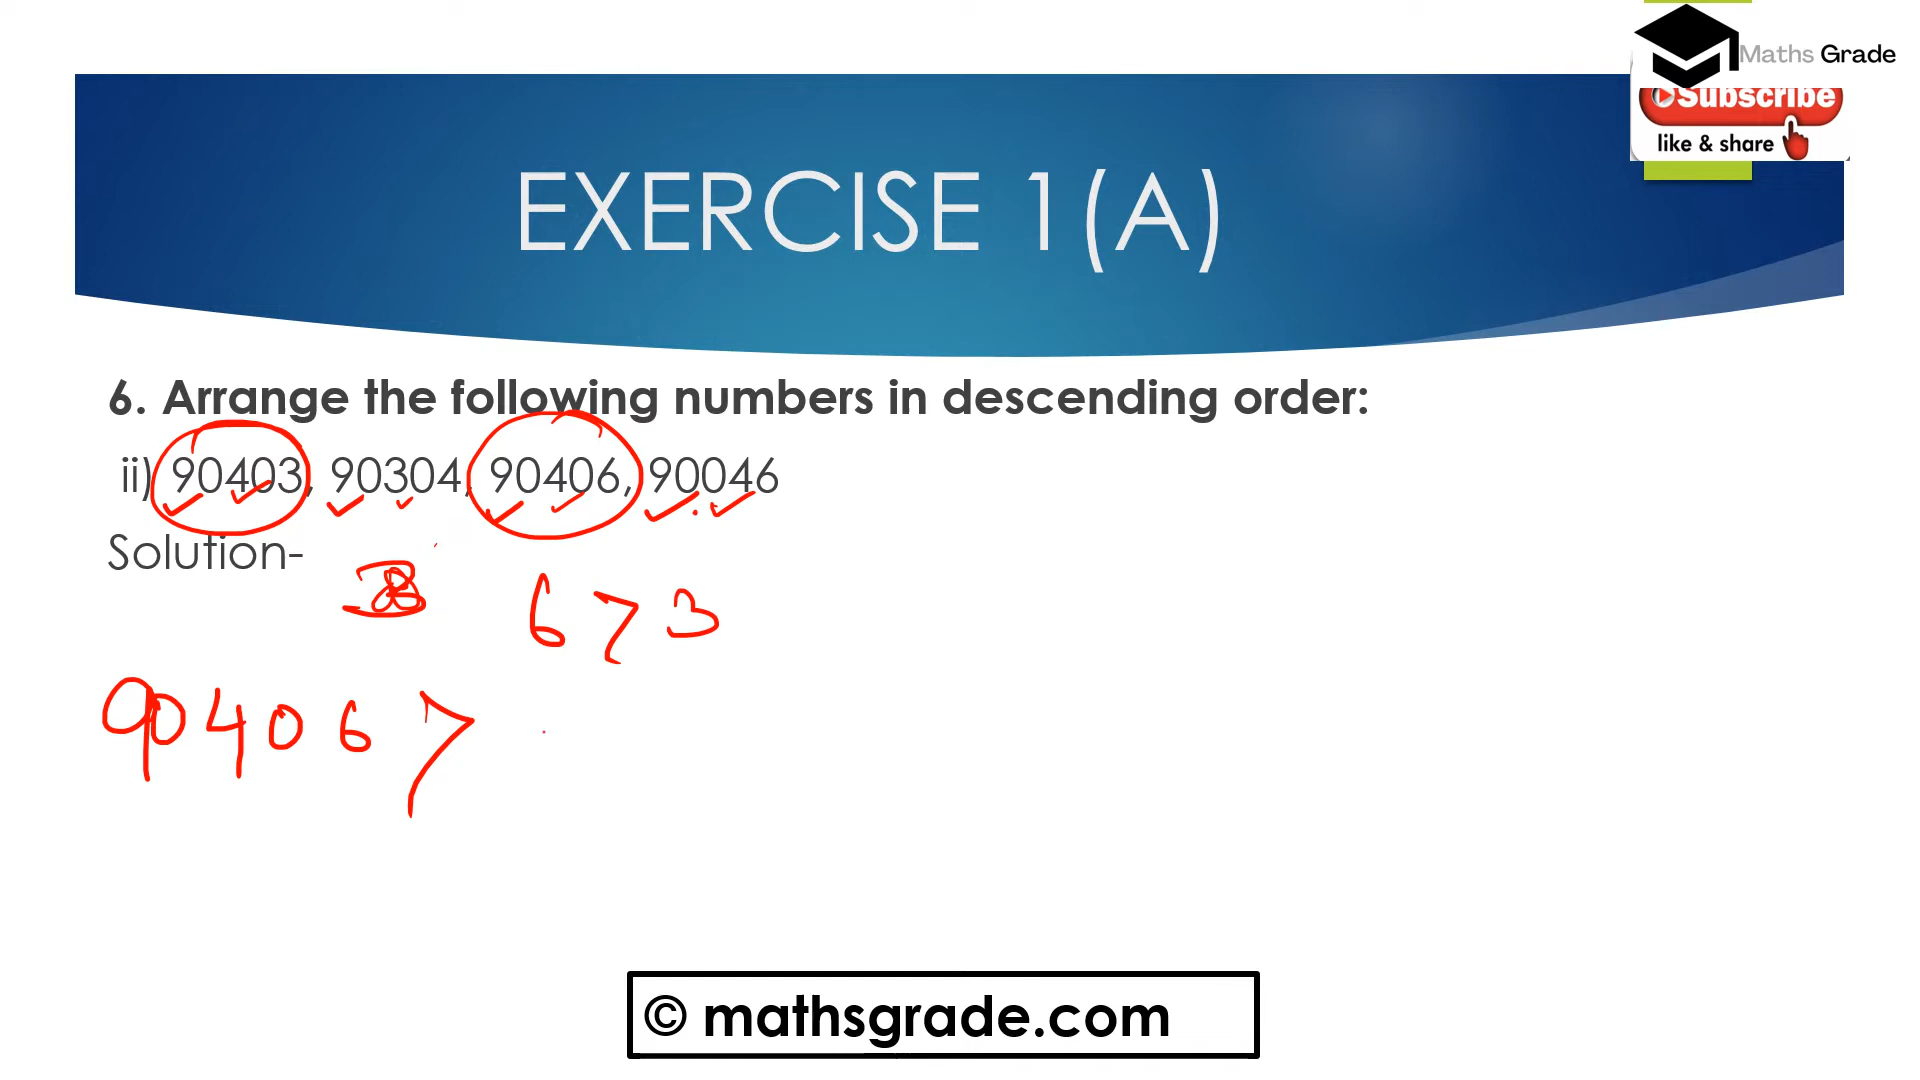 Maths Grade
Subscribe
like & share
EXERCISE 1(A)
6. Arrange the following numbers in descending order:
ii) 90403, 90304, 90406, 90046
Solution-
6 > 3
90406 >
© mathsgrade.com